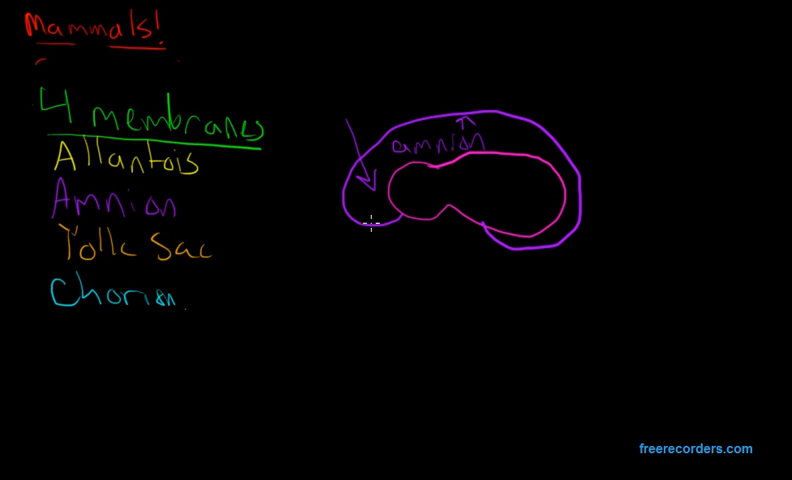 Mammals!
4 membranes
Allantois
Amnion
Yolk Sac
Chorion
amnion
freerecorders.com